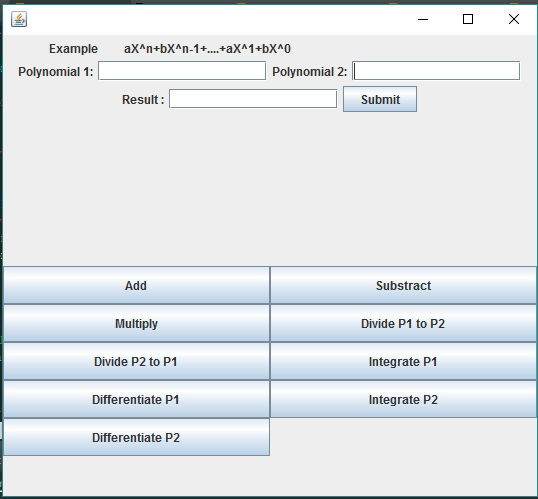 Example aX^n+bX^n-1+....+aX^1+bX^0
Polynomial 1: Polynomial 2:
Result : Submit
Add Substract
Multiply Divide P1 to P2
Divide P2 to P1 Integrate P1
Differentiate P1 Integrate P2
Differentiate P2